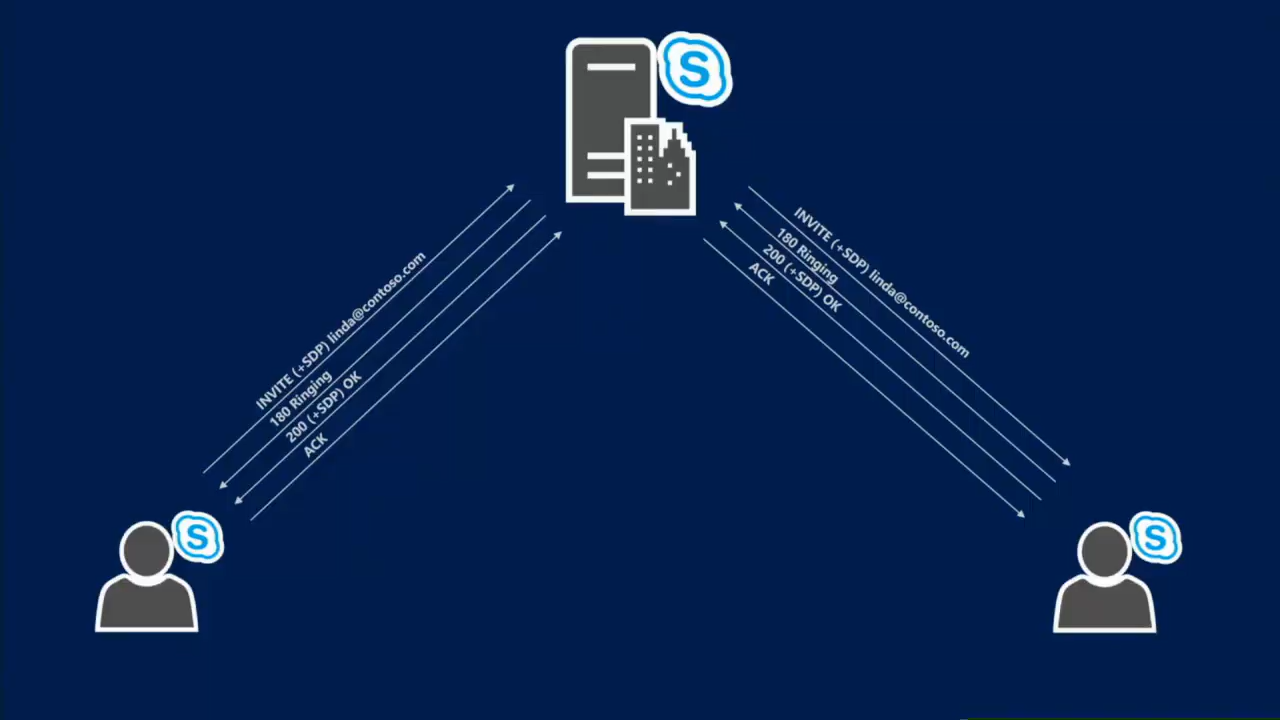 S
INVITE (+SDP) linda@contoso.com
180 Ringing
200 (+SDP) OK
ACK
INVITE (+SDP) linda@contoso.com
180 Ringing
200 (+SDP) OK
ACK
S
S